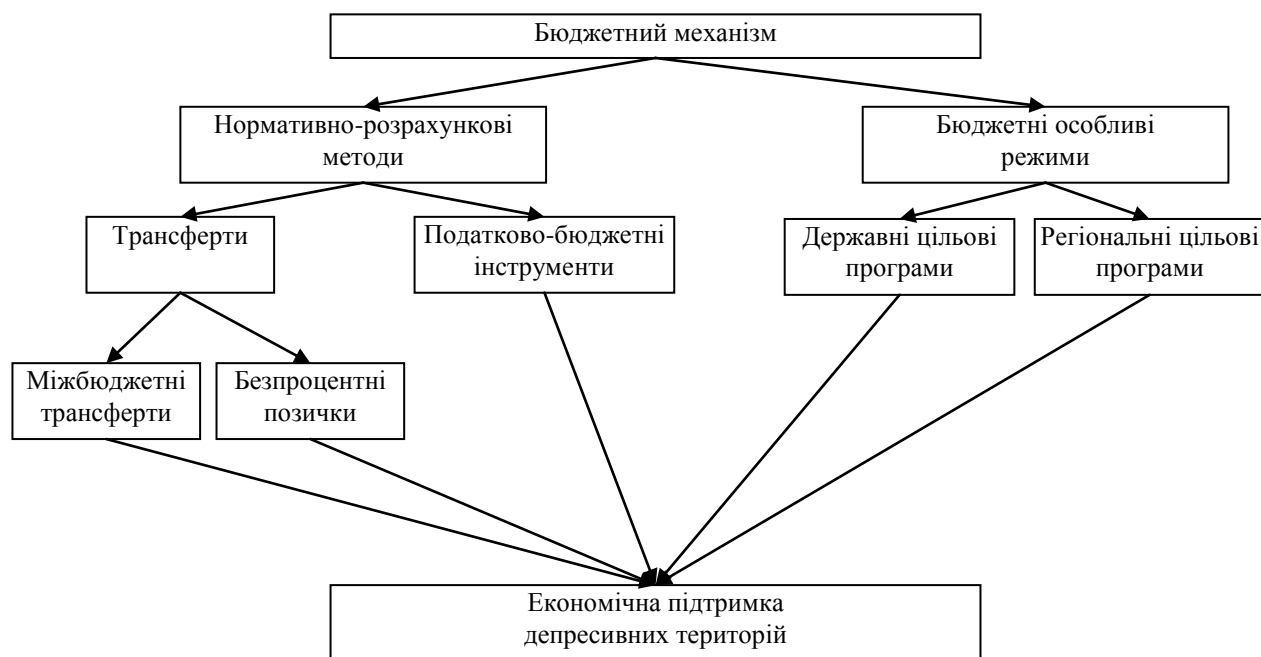 Бюджетний механізм
Нормативно-розрахункові
методи
Бюджетні особливі
режими
Трансферти
Податково-бюджетні
інструменти
Державні цільові
програми
Регіональні цільові
програми
Міжбюджетні
трансферти
Безпроцентні
позички
Економічна підтримка
депресивних територій